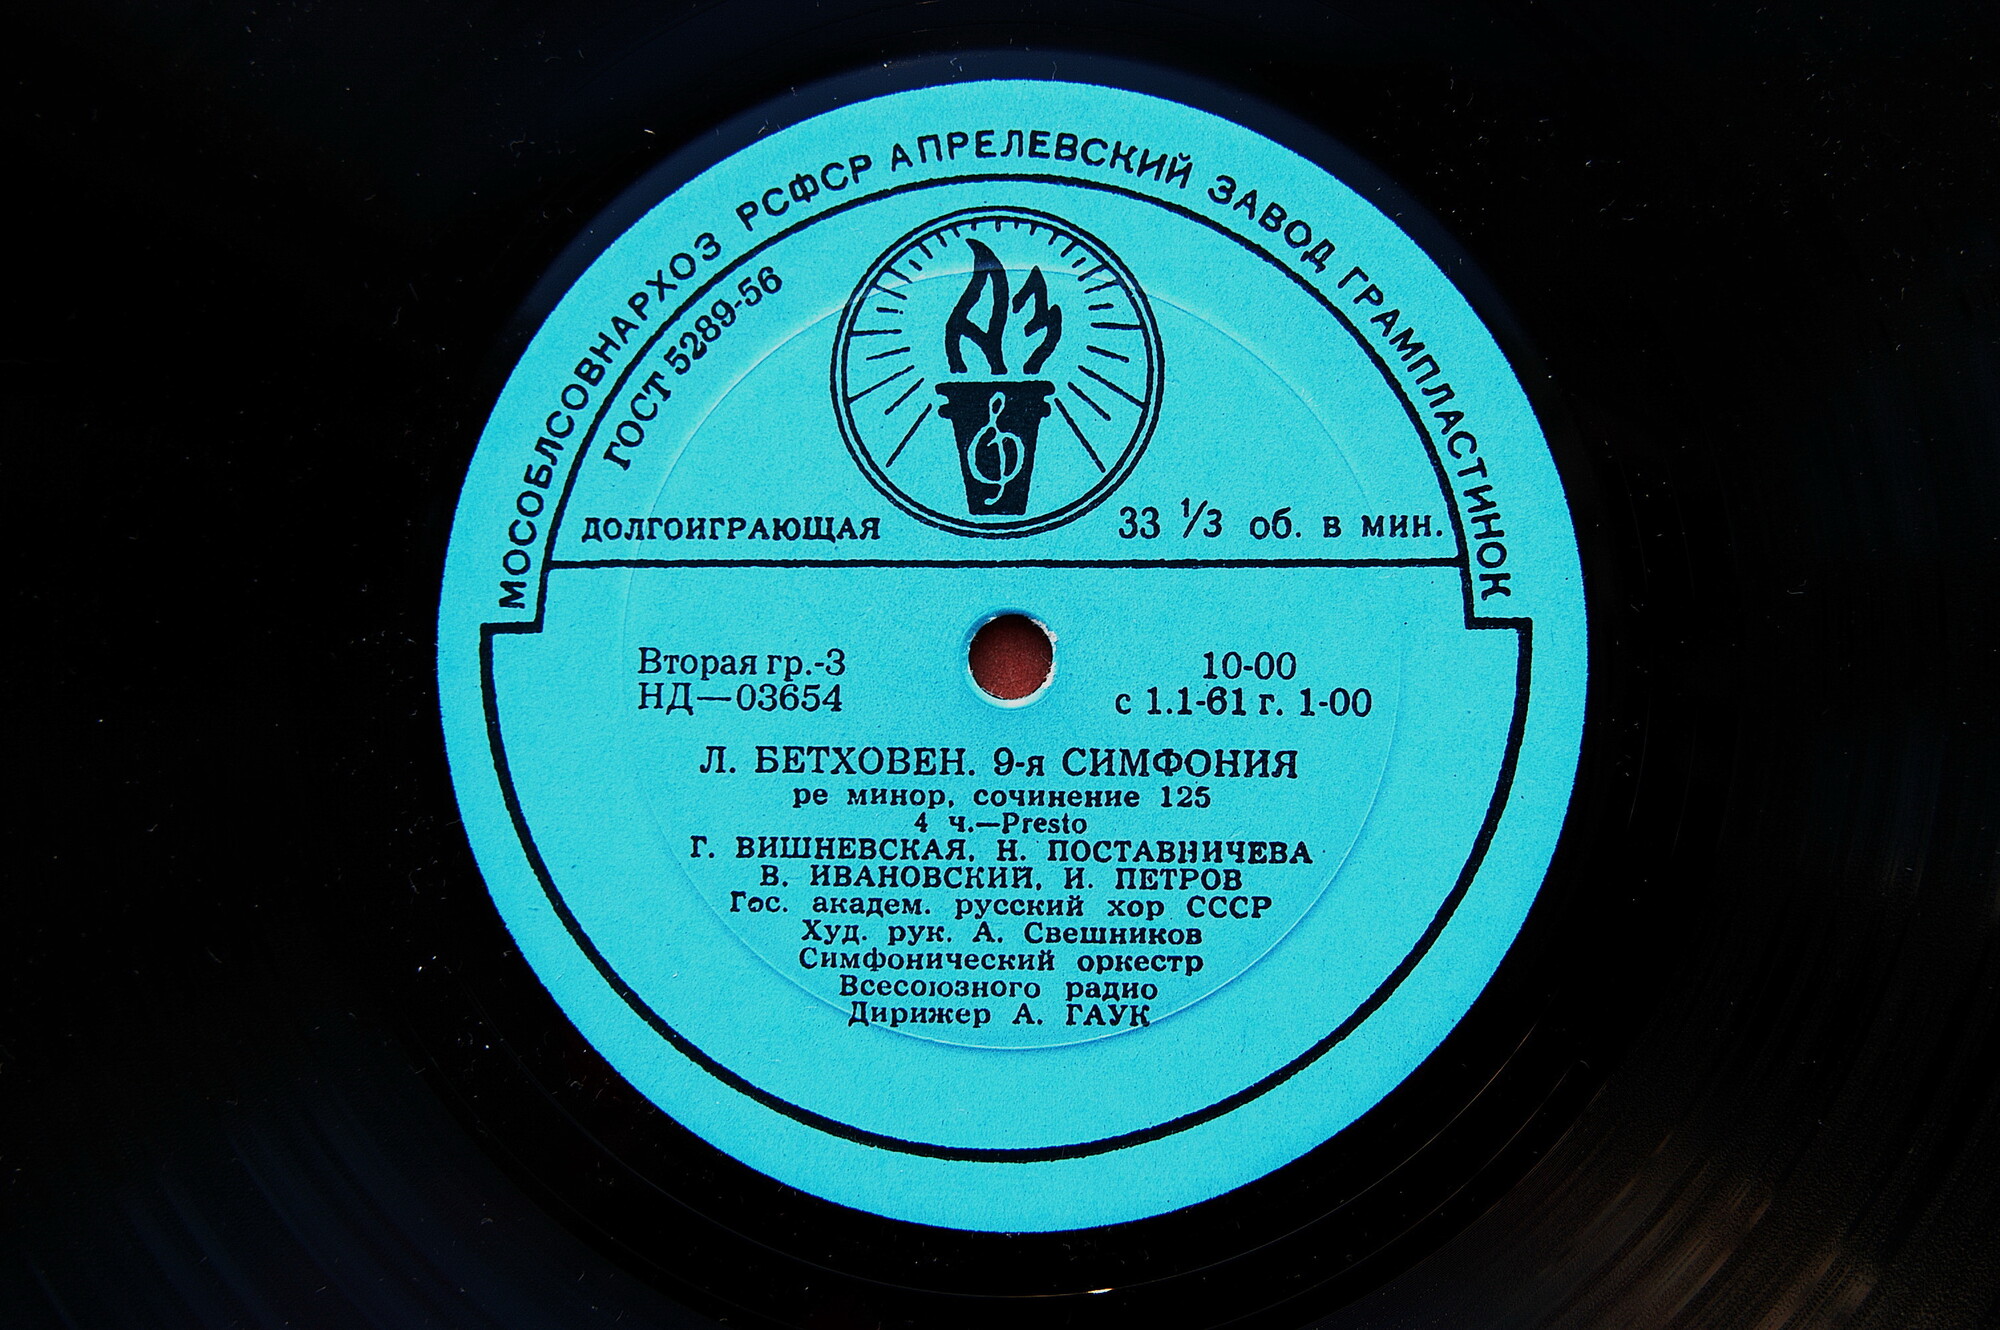 МОСОБЛСОВНАРХОЗ РСФСР АПРЕЛЕВСКИЙ ЗАВОД ГРАМПЛАСТИНОК
ГОСТ 5289-56
АЗ
ДОЛГОИГРАЮЩАЯ
33 1/3 об. в мин.
Вторая гр.-3
10-00
НД—03654
с 1.1-61 г. 1-00
Л. БЕТХОВЕН. 9-я СИМФОНИЯ
ре минор, сочинение 125
4 ч.—Presto
Г. ВИШНЕВСКАЯ, Н. ПОСТАВНИЧЕВА
В. ИВАНОВСКИЙ, И. ПЕТРОВ
Гос. академ. русский хор СССР
Худ. рук. А. Свешников
Симфонический оркестр
Всесоюзного радио
Дирижер А. ГАУК